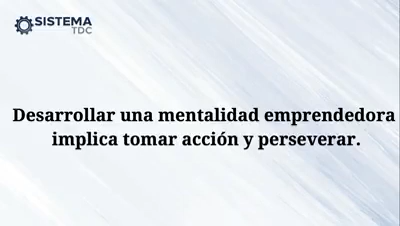 SISTEMA
TDC
Desarrollar una mentalidad emprendedora
implica tomar acción y perseverar.